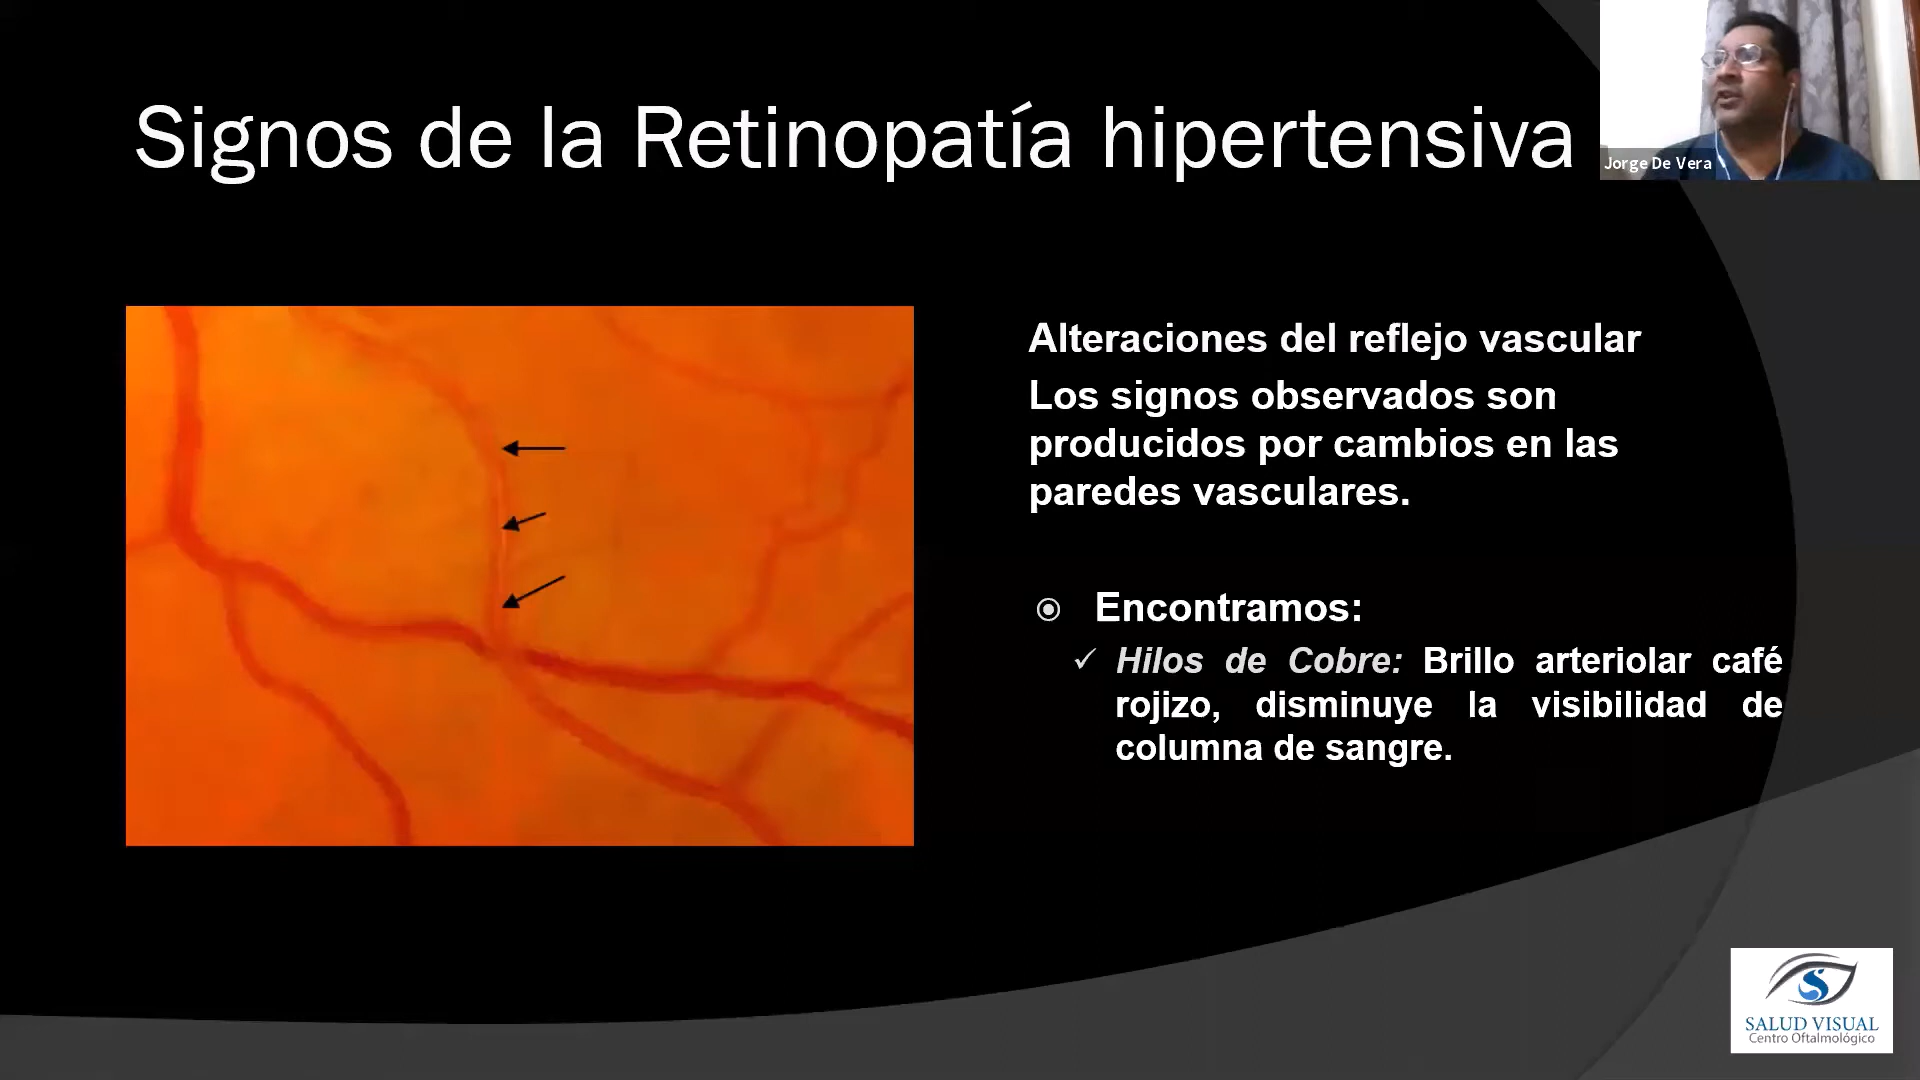 Signos de la Retinopatía hipertensiva
Jorge De Vera
Alteraciones del reflejo vascular
Los signos observados son
producidos por cambios en las
paredes vasculares.
Encontramos:
✓ Hilos de Cobre: Brillo arteriolar café
rojizo, disminuye la visibilidad de
columna de sangre.
SALUD VISUAL
Centro Oftalmológico